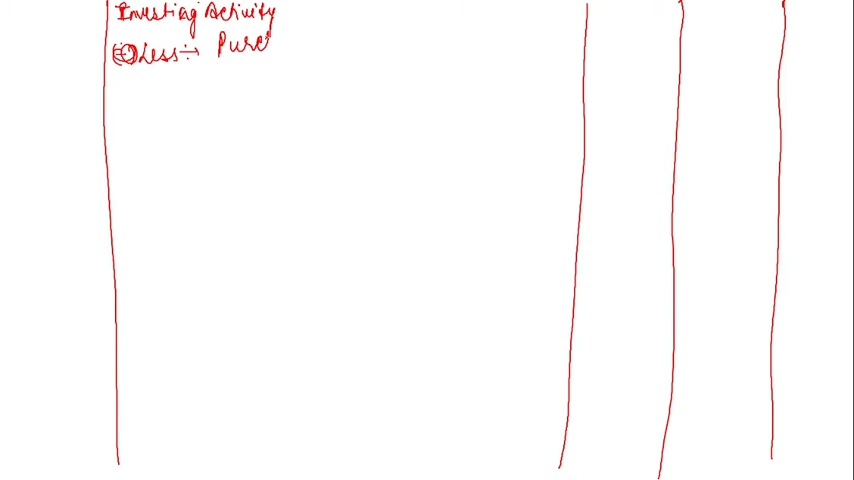 Investing Activity
(-) Less :- Purc